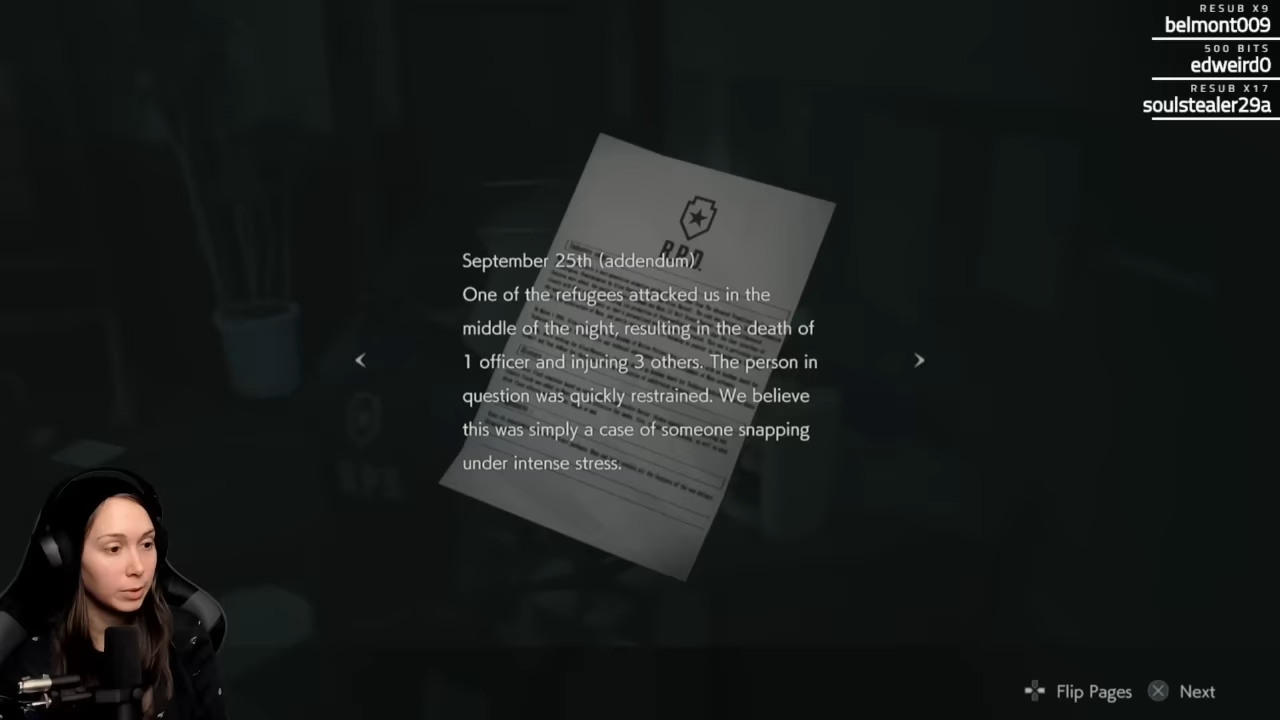 RESUB X9
belmont009
500 BITS
edweird0
RESUB X17
soulstealer29a
R.P.D.
September 25th (addendum)
One of the refugees attacked us in the
middle of the night, resulting in the death of
1 officer and injuring 3 others. The person in
question was quickly restrained. We believe
this was simply a case of someone snapping
under intense stress.
Flip Pages
Next